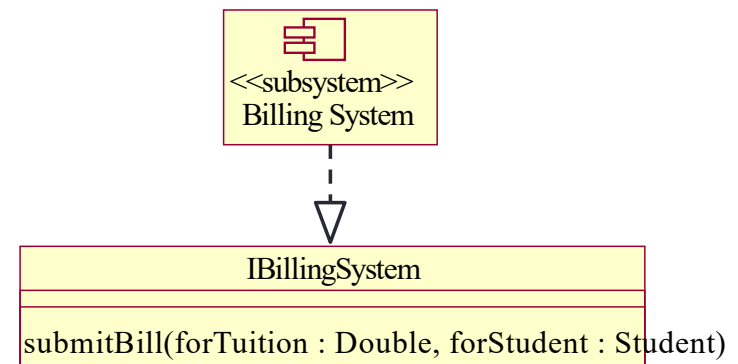 <<subsystem>>
Billing System
IBillingSystem
submitBill(forTuition : Double, forStudent : Student)